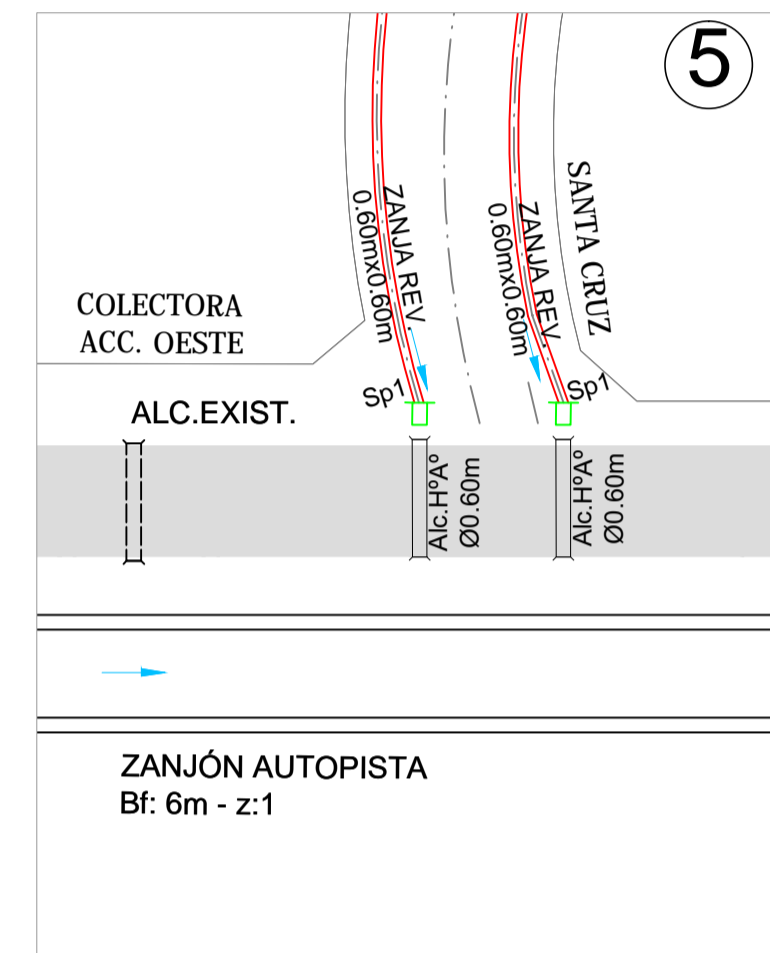 5
ZANJA REV.
0.60mx0.60m
ZANJA REV.
0.60mx0.60m
SANTA CRUZ
COLECTORA
ACC. OESTE
Sp1
Sp1
ALC.EXIST.
Alc.HºAº
Ø0.60m
Alc.HºAº
Ø0.60m
ZANJÓN AUTOPISTA
Bf: 6m - z:1